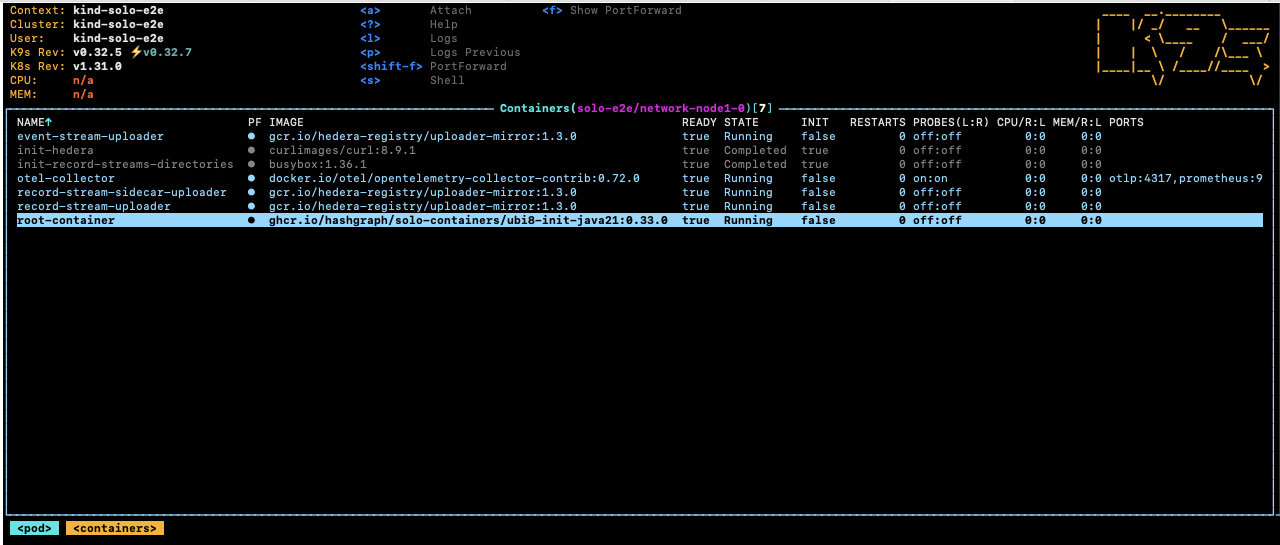 Context: kind-solo-e2e <a> Attach <f> Show PortForward
Cluster: kind-solo-e2e <?> Help
User: kind-solo-e2e <l> Logs
K9s Rev: v0.32.5 ⚡v0.32.7 <p> Logs Previous
K8s Rev: v1.31.0 <shift-f> PortForward
CPU: n/a <s> Shell
MEM: n/a
Containers(solo-e2e/network-node1-0)[7]
NAME↑ PF IMAGE READY STATE INIT RESTARTS PROBES(L:R) CPU/R:L MEM/R:L PORTS
event-stream-uploader ● gcr.io/hedera-registry/uploader-mirror:1.3.0 true Running false 0 off:off 0:0 0:0
init-hedera ● curlimages/curl:8.9.1 true Completed true 0 off:off 0:0 0:0
init-record-streams-directories ● busybox:1.36.1 true Completed true 0 off:off 0:0 0:0
otel-collector ● docker.io/otel/opentelemetry-collector-contrib:0.72.0 true Running false 0 on:on 0:0 0:0 otlp:4317,prometheus:9
record-stream-sidecar-uploader ● gcr.io/hedera-registry/uploader-mirror:1.3.0 true Running false 0 off:off 0:0 0:0
record-stream-uploader ● gcr.io/hedera-registry/uploader-mirror:1.3.0 true Running false 0 off:off 0:0 0:0
root-container ● ghcr.io/hashgraph/solo-containers/ubi8-init-java21:0.33.0 true Running false 0 off:off 0:0 0:0
<pod> <containers>